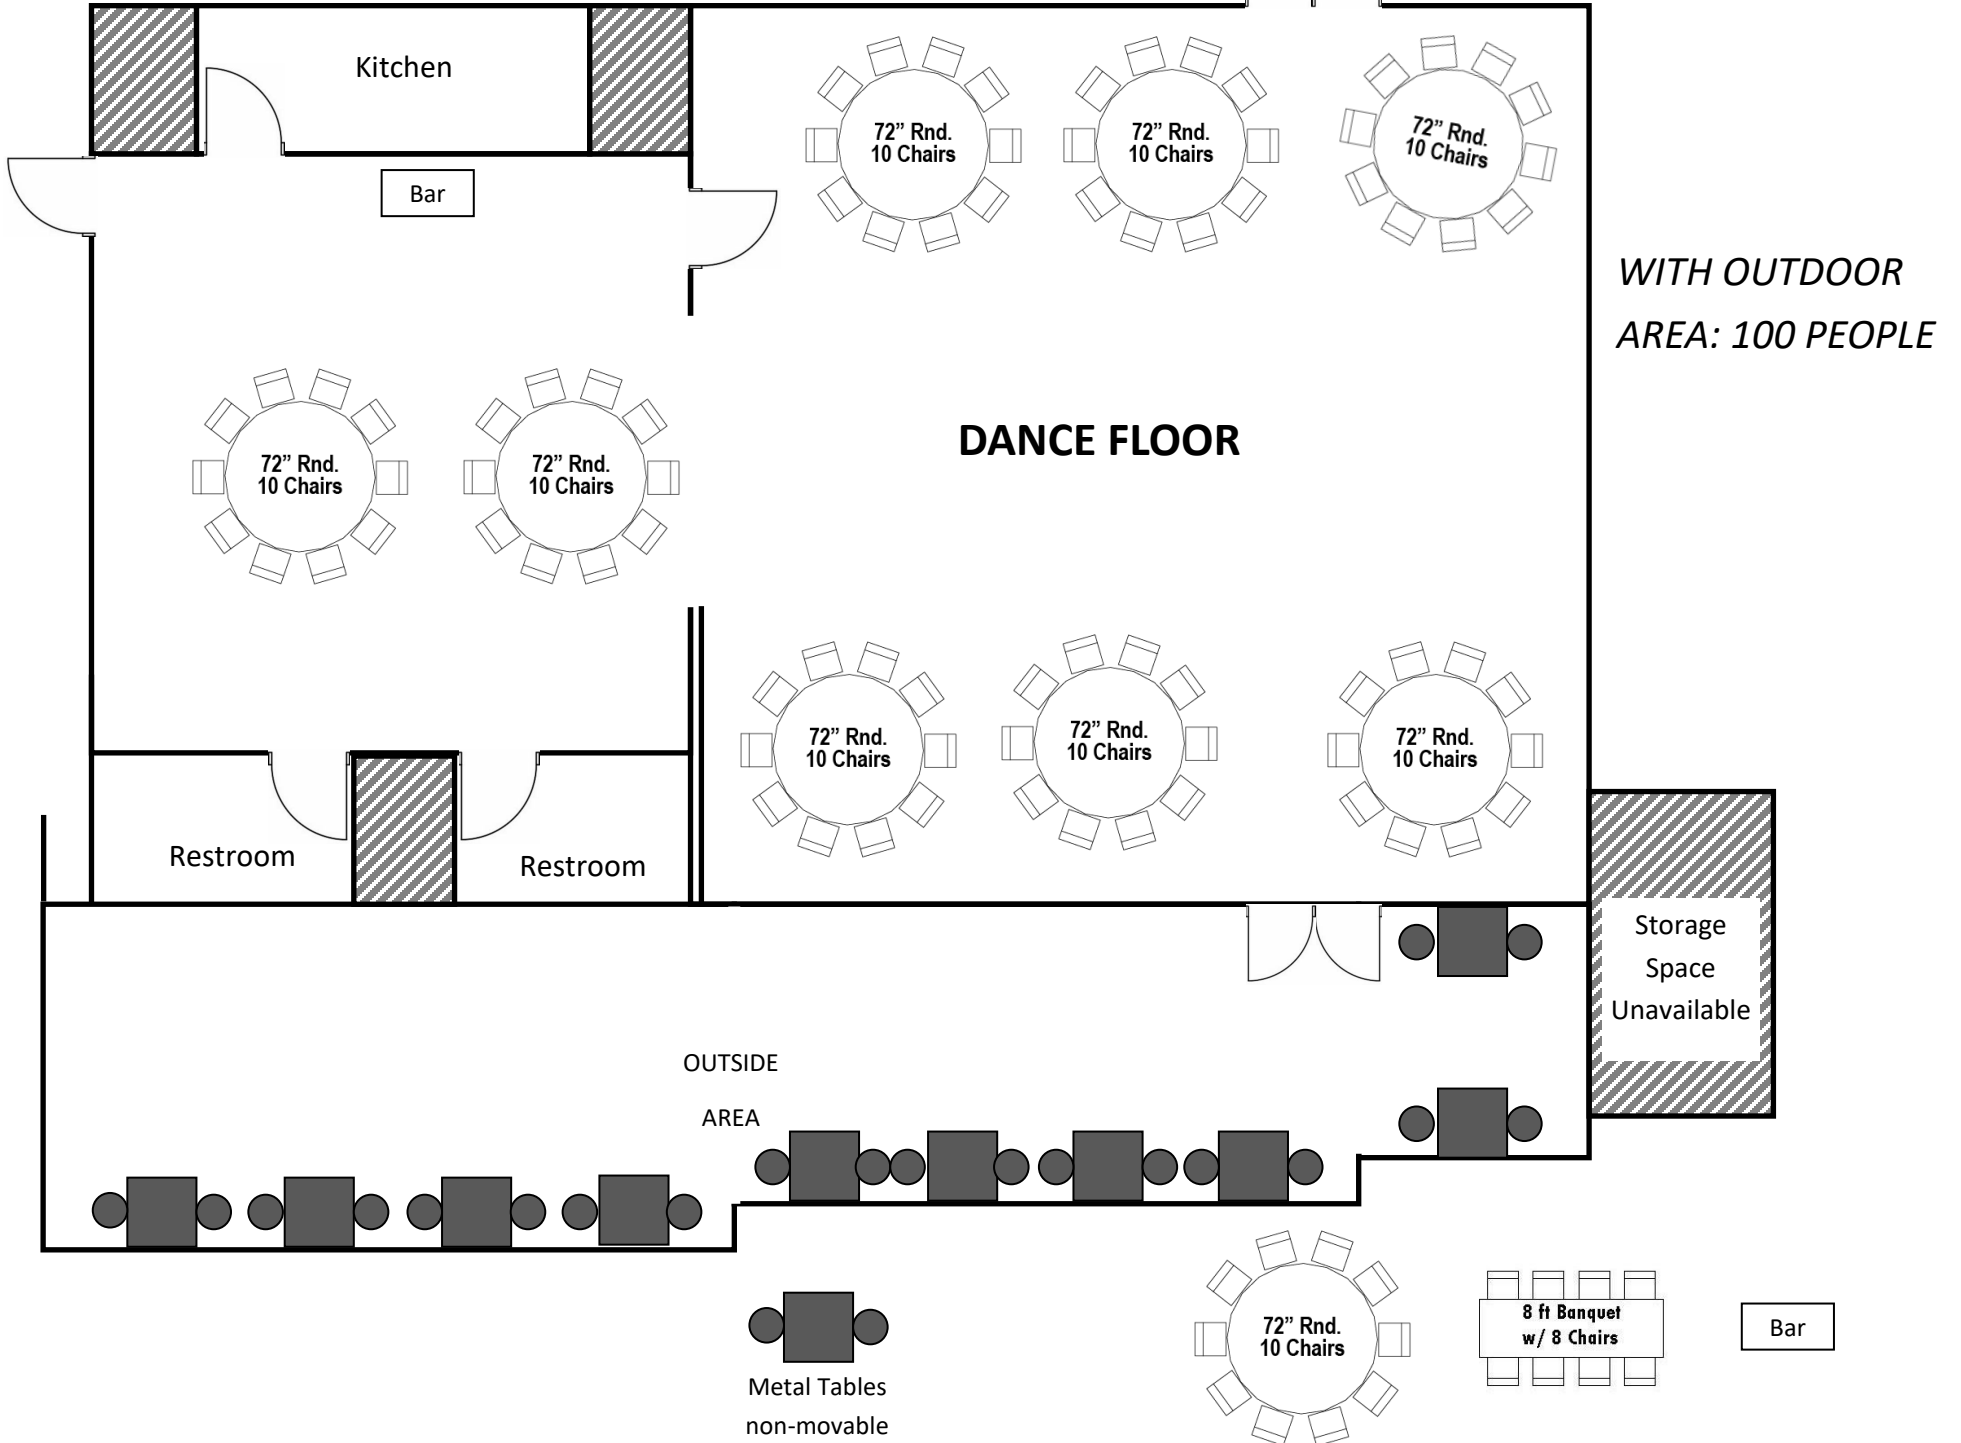 Kitchen
Bar
72” Rnd.
10 Chairs
72” Rnd.
10 Chairs
72” Rnd.
10 Chairs
WITH OUTDOOR
AREA: 100 PEOPLE
DANCE FLOOR
72” Rnd.
10 Chairs
72” Rnd.
10 Chairs
72” Rnd.
10 Chairs
72” Rnd.
10 Chairs
72” Rnd.
10 Chairs
Restroom
Restroom
Storage
Space
Unavailable
OUTSIDE
AREA
72” Rnd.
10 Chairs
8 ft Banquet
w/ 8 Chairs
Bar
Metal Tables
non-movable